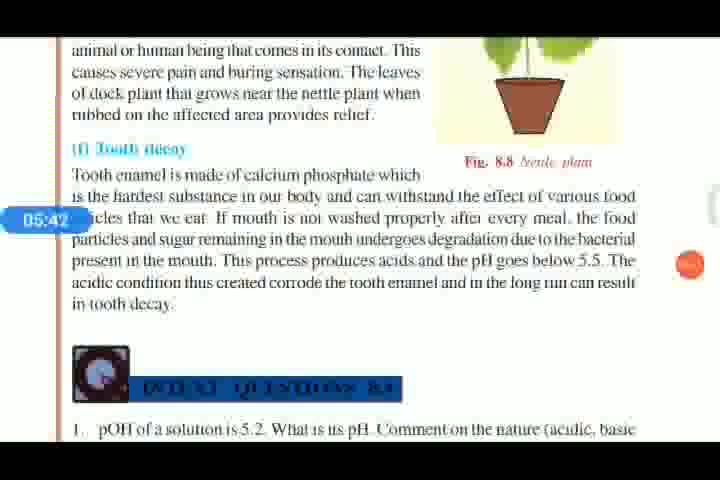 animal or human being that comes in its contact. This
causes severe pain and buring sensation. The leaves
of dock plant that grows near the nettle plant when
rubbed on the affected area provides relief.
Fig. 8.8 Nettle plant
(f) Tooth decay
Tooth enamel is made of calcium phosphate which
is the hardest substance in our body and can withstand the effect of various food
05:42
icles that we eat. If mouth is not washed properly after every meal, the food
particles and sugar remaining in the mouth undergoes degradation due to the bacterial
present in the mouth. This process produces acids and the pH goes below 5.5. The
acidic condition thus created corrode the tooth enamel and in the long run can result
in tooth decay.
INTEXT QUESTIONS
1. pOH of a solution is 5.2. What is its pH. Comment on the nature (acidic, basic